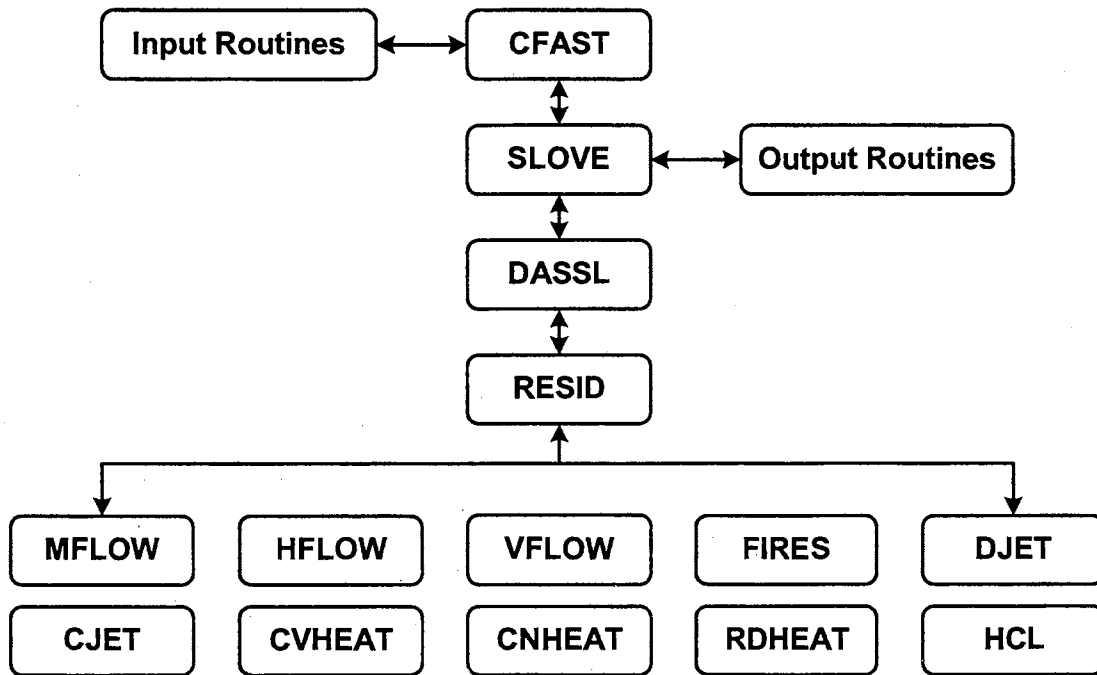 Input Routines
CFAST
SLOVE
Output Routines
DASSL
RESID
MFLOW
HFLOW
VFLOW
FIRES
DJET
CJET
CVHEAT
CNHEAT
RDHEAT
HCL